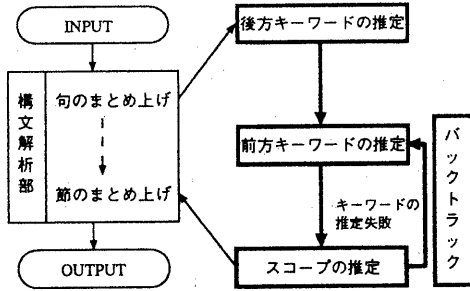 INPUT
構文解析部
句のまとめ上げ
節のまとめ上げ
OUTPUT
後方キーワードの推定
前方キーワードの推定
キーワードの
推定失敗
スコープの推定
バックトラック